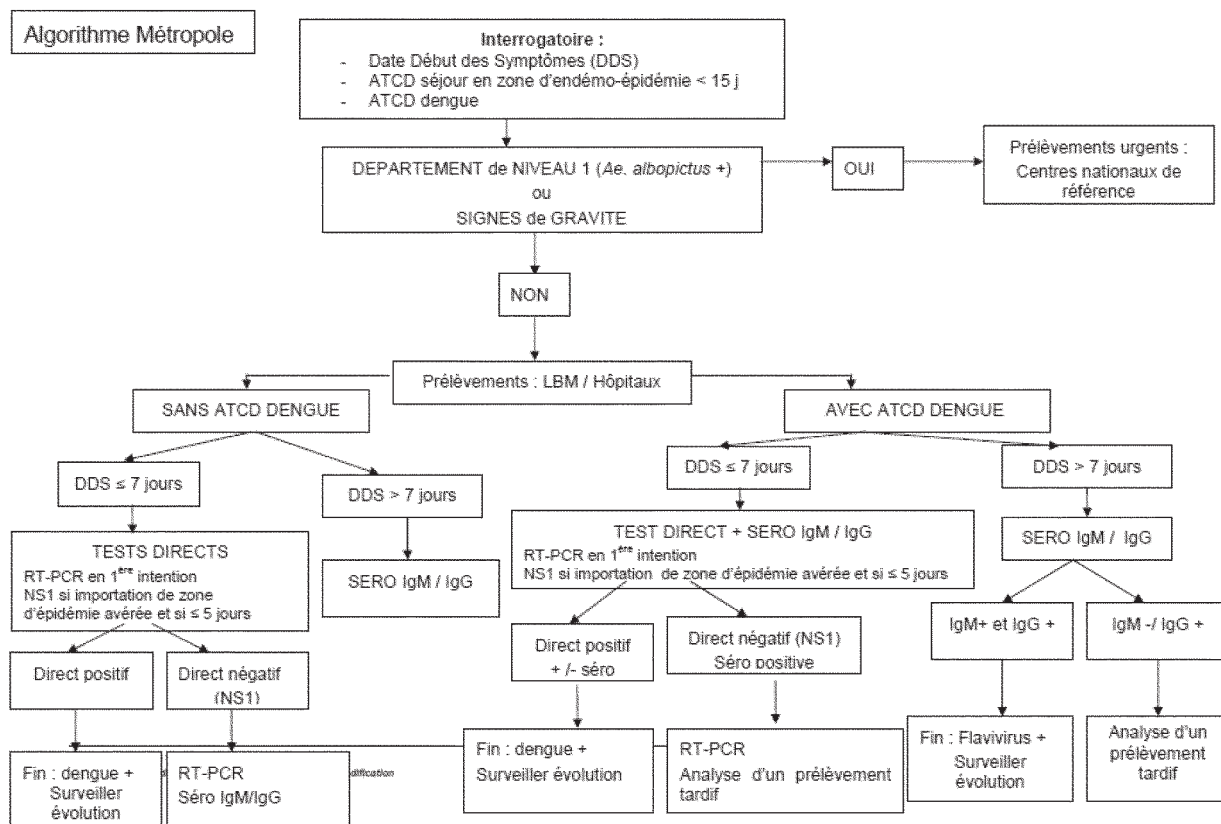 Algorithme Métropole
Interrogatoire :
- Date Début des Symptômes (DDS)
- ATCD séjour en zone d'endémo-épidémie < 15 j
- ATCD dengue
DEPARTEMENT de NIVEAU 1 (Ae. albopictus +)
ou
SIGNES de GRAVITE
OUI
Prélèvements urgents :
Centres nationaux de
référence
NON
Prélèvements : LBM / Hôpitaux
SANS ATCD DENGUE
AVEC ATCD DENGUE
DDS ≤ 7 jours
DDS > 7 jours
DDS ≤ 7 jours
DDS > 7 jours
TESTS DIRECTS
RT-PCR en 1ère intention
NS1 si importation de zone
d'épidémie avérée et si ≤ 5 jours
SERO IgM / IgG
TEST DIRECT + SERO IgM / IgG
RT-PCR en 1ère intention
NS1 si importation de zone d'épidémie avérée et si ≤ 5 jours
SERO IgM / IgG
Direct positif
Direct négatif
(NS1)
Direct positif
+ /- séro
Direct négatif (NS1)
Séro positive
IgM+ et IgG +
IgM -/ IgG +
Fin : dengue +
Surveiller
évolution
RT-PCR
Séro IgM/IgG
Fin : dengue +
Surveiller évolution
RT-PCR
Analyse d'un prélèvement
tardif
Fin : Flavivirus +
Surveiller
évolution
Analyse d'un
prélèvement
tardif